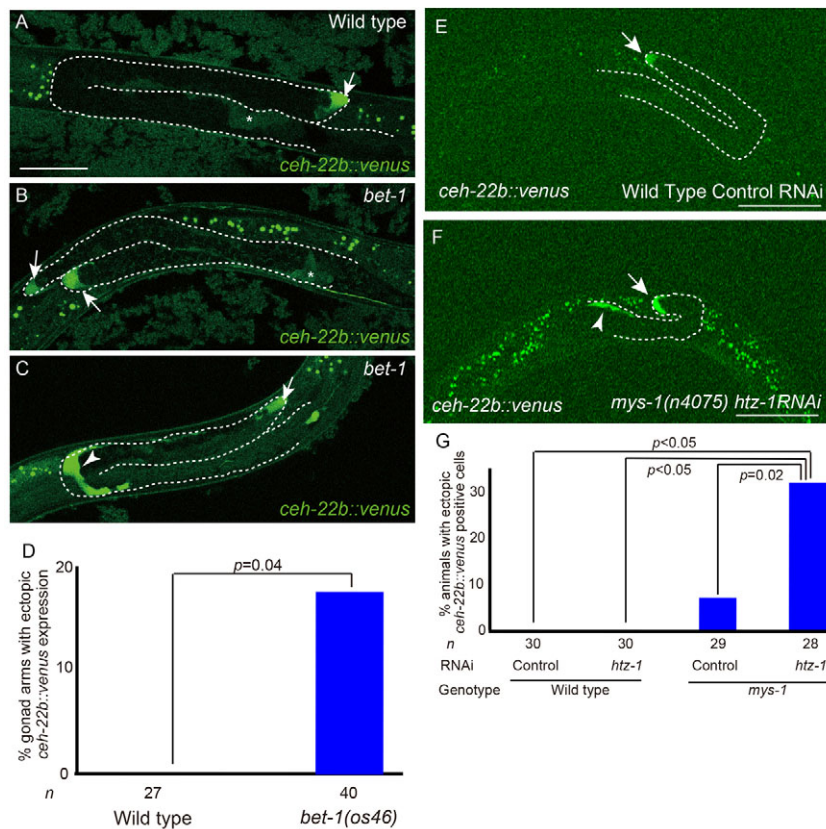 A
Wild type
*
ceh-22b::venus
B
bet-1
*
ceh-22b::venus
C
bet-1
ceh-22b::venus
D
% gonad arms with ectopic
ceh-22b::venus expression
20
10
0
p=0.04
n 27 40
Wild type bet-1(os46)
E
ceh-22b::venus Wild Type Control RNAi
F
ceh-22b::venus mys-1(n4075) htz-1RNAi
G
% animals with ectopic
ceh-22b::venus positive cells
30
20
10
0
p<0.05
p<0.05
p=0.02
n 30 30 29 28
RNAi Control htz-1 Control htz-1
Genotype Wild type mys-1